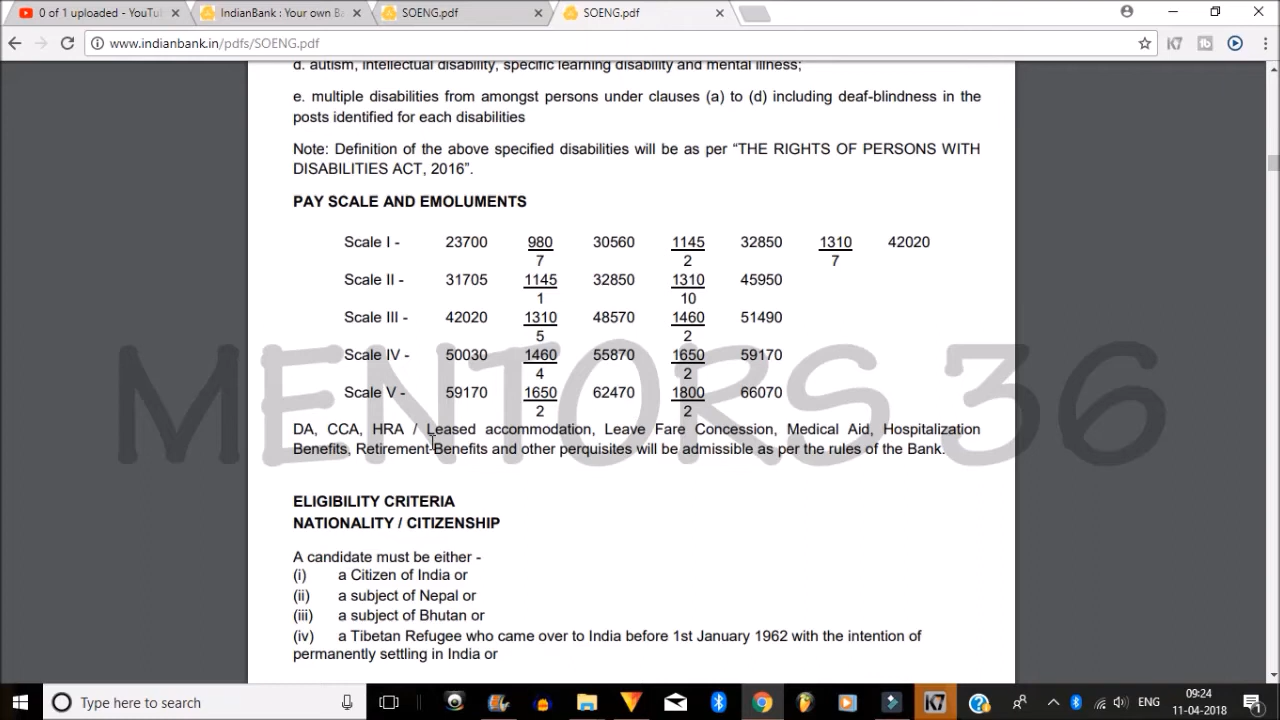 0 of 1 uploaded - YouTu
IndianBank : Your own Ba
SOENG.pdf
SOENG.pdf
www.indianbank.in/pdfs/SOENG.pdf
d. autism, intellectual disability, specific learning disability and mental illness;
e. multiple disabilities from amongst persons under clauses (a) to (d) including deaf-blindness in the
posts identified for each disabilities
Note: Definition of the above specified disabilities will be as per “THE RIGHTS OF PERSONS WITH
DISABILITIES ACT, 2016”.
PAY SCALE AND EMOLUMENTS
Scale I - 23700 980 30560 1145 32850 1310 42020
7 2 7
Scale II - 31705 1145 32850 1310 45950
1 10
Scale III - 42020 1310 48570 1460 51490
5 2
Scale IV - 50030 1460 55870 1650 59170
4 2
Scale V - 59170 1650 62470 1800 66070
2 2
MENTORS 36
DA, CCA, HRA / Leased accommodation, Leave Fare Concession, Medical Aid, Hospitalization
Benefits, Retirement Benefits and other perquisites will be admissible as per the rules of the Bank.
ELIGIBILITY CRITERIA
NATIONALITY / CITIZENSHIP
A candidate must be either -
(i) a Citizen of India or
(ii) a subject of Nepal or
(iii) a subject of Bhutan or
(iv) a Tibetan Refugee who came over to India before 1st January 1962 with the intention of
permanently settling in India or
Type here to search
K7
ENG
09:24
11-04-2018